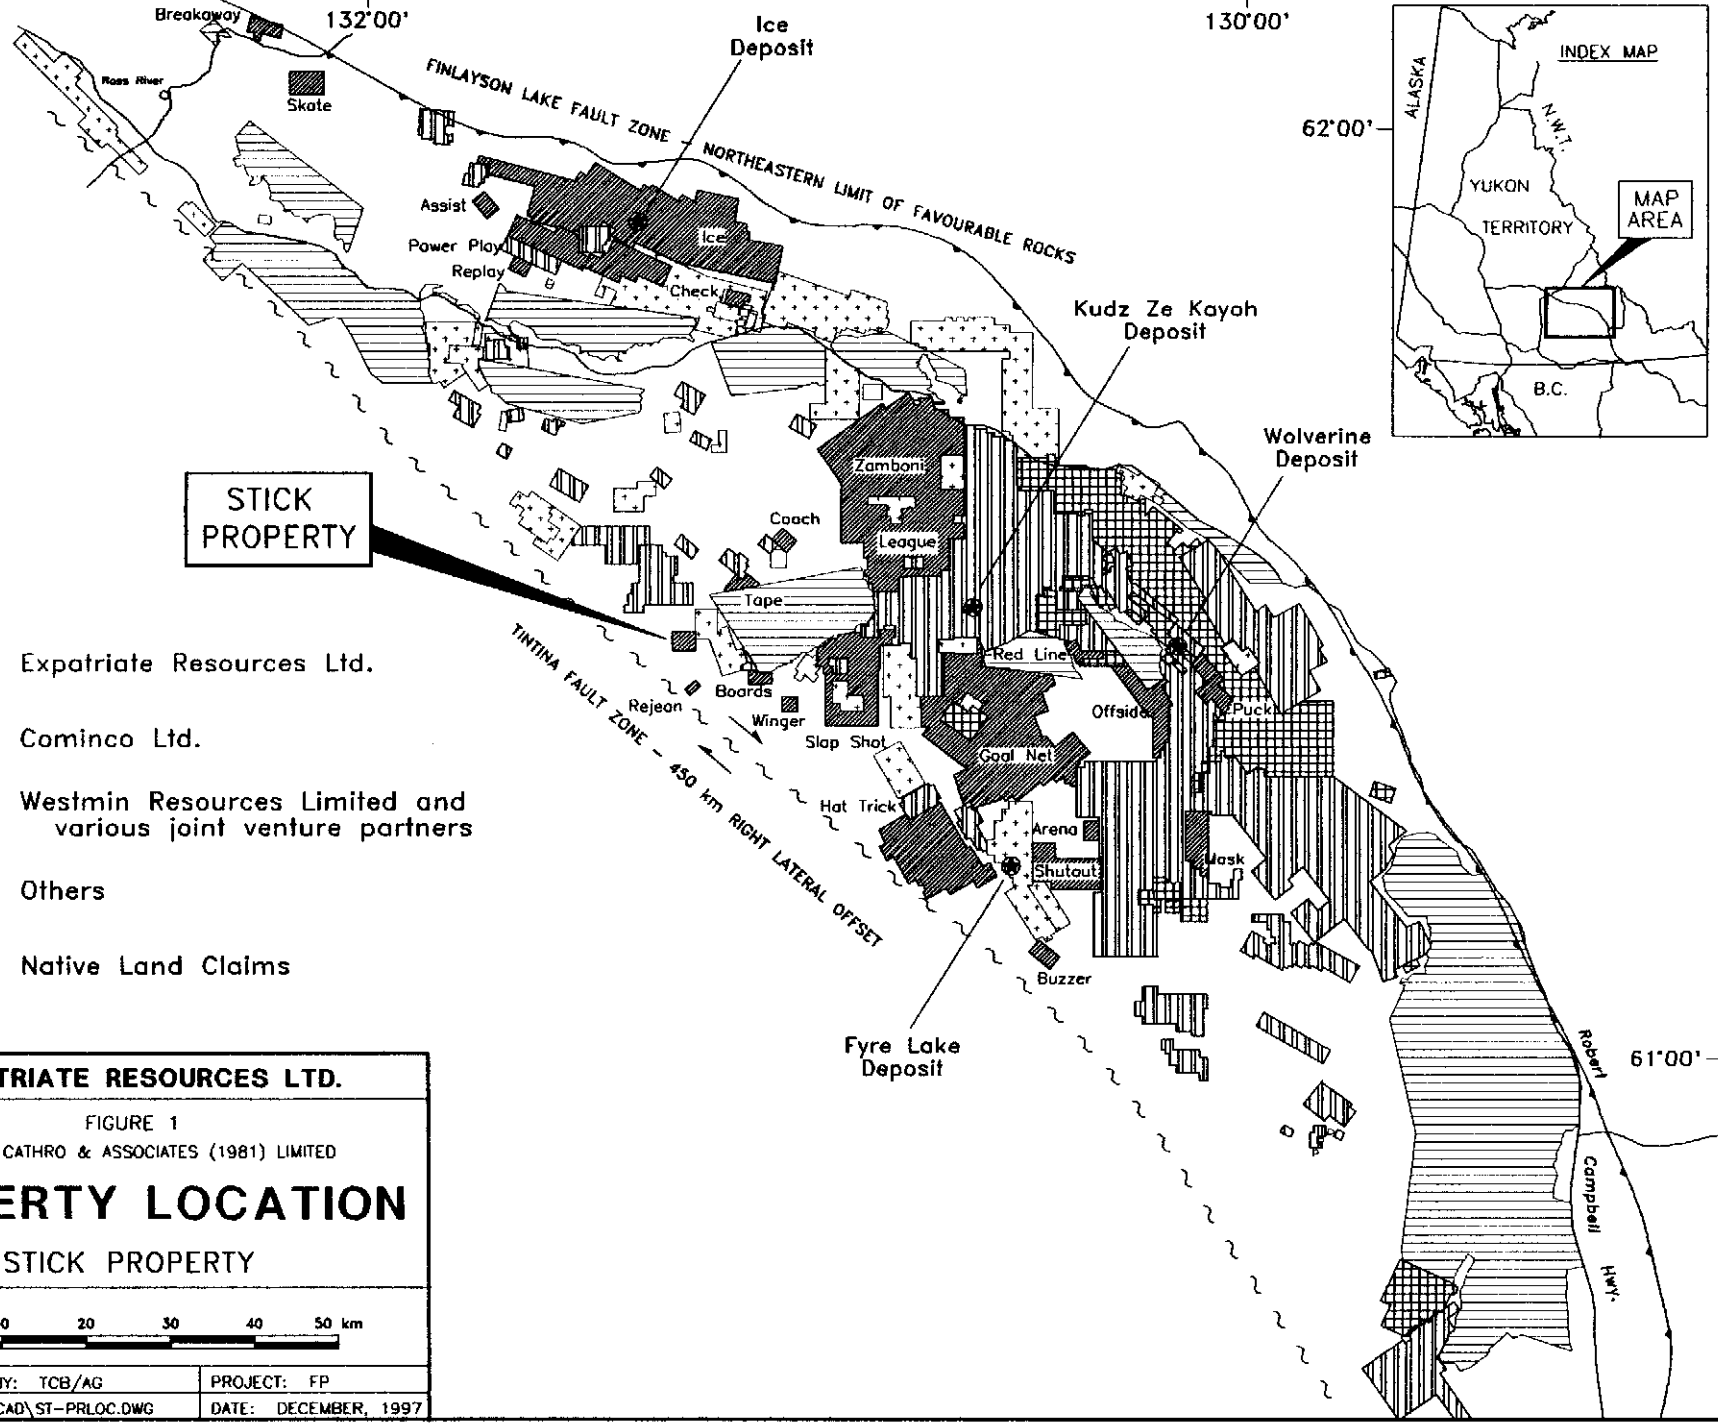 Breakaway
132°00'
Ice
Deposit
130°00'
INDEX MAP
ALASKA
N.W.T.
YUKON
TERRITORY
MAP
AREA
B.C.
62°00'
Ross River
Skate
FINLAYSON LAKE FAULT ZONE - NORTHEASTERN LIMIT OF FAVOURABLE ROCKS
Assist
Ice
Power Play
Replay
Check
Kudz Ze Kayah
Deposit
Wolverine
Deposit
Zamboni
STICK
PROPERTY
Coach
League
Tape
TINTINA FAULT ZONE - 450 km RIGHT LATERAL OFFSET
Red Line
Boards
Rejean
Winger
Offside
Puck
Slap Shot
Goal Net
Hat Trick
Arena
Mask
Shutout
Buzzer
Fyre Lake
Deposit
Robert
Campbell
Hwy.
61°00'
Expatriate Resources Ltd.
Cominco Ltd.
Westmin Resources Limited and
various joint venture partners
Others
Native Land Claims
TRIATE RESOURCES LTD.
FIGURE 1
CATHRO & ASSOCIATES (1981) LIMITED
ERTY LOCATION
STICK PROPERTY
0 20 30 40 50 km
BY: TCB/AG
PROJECT: FP
CAD\ST-PRLOC.DWG
DATE: DECEMBER, 1997